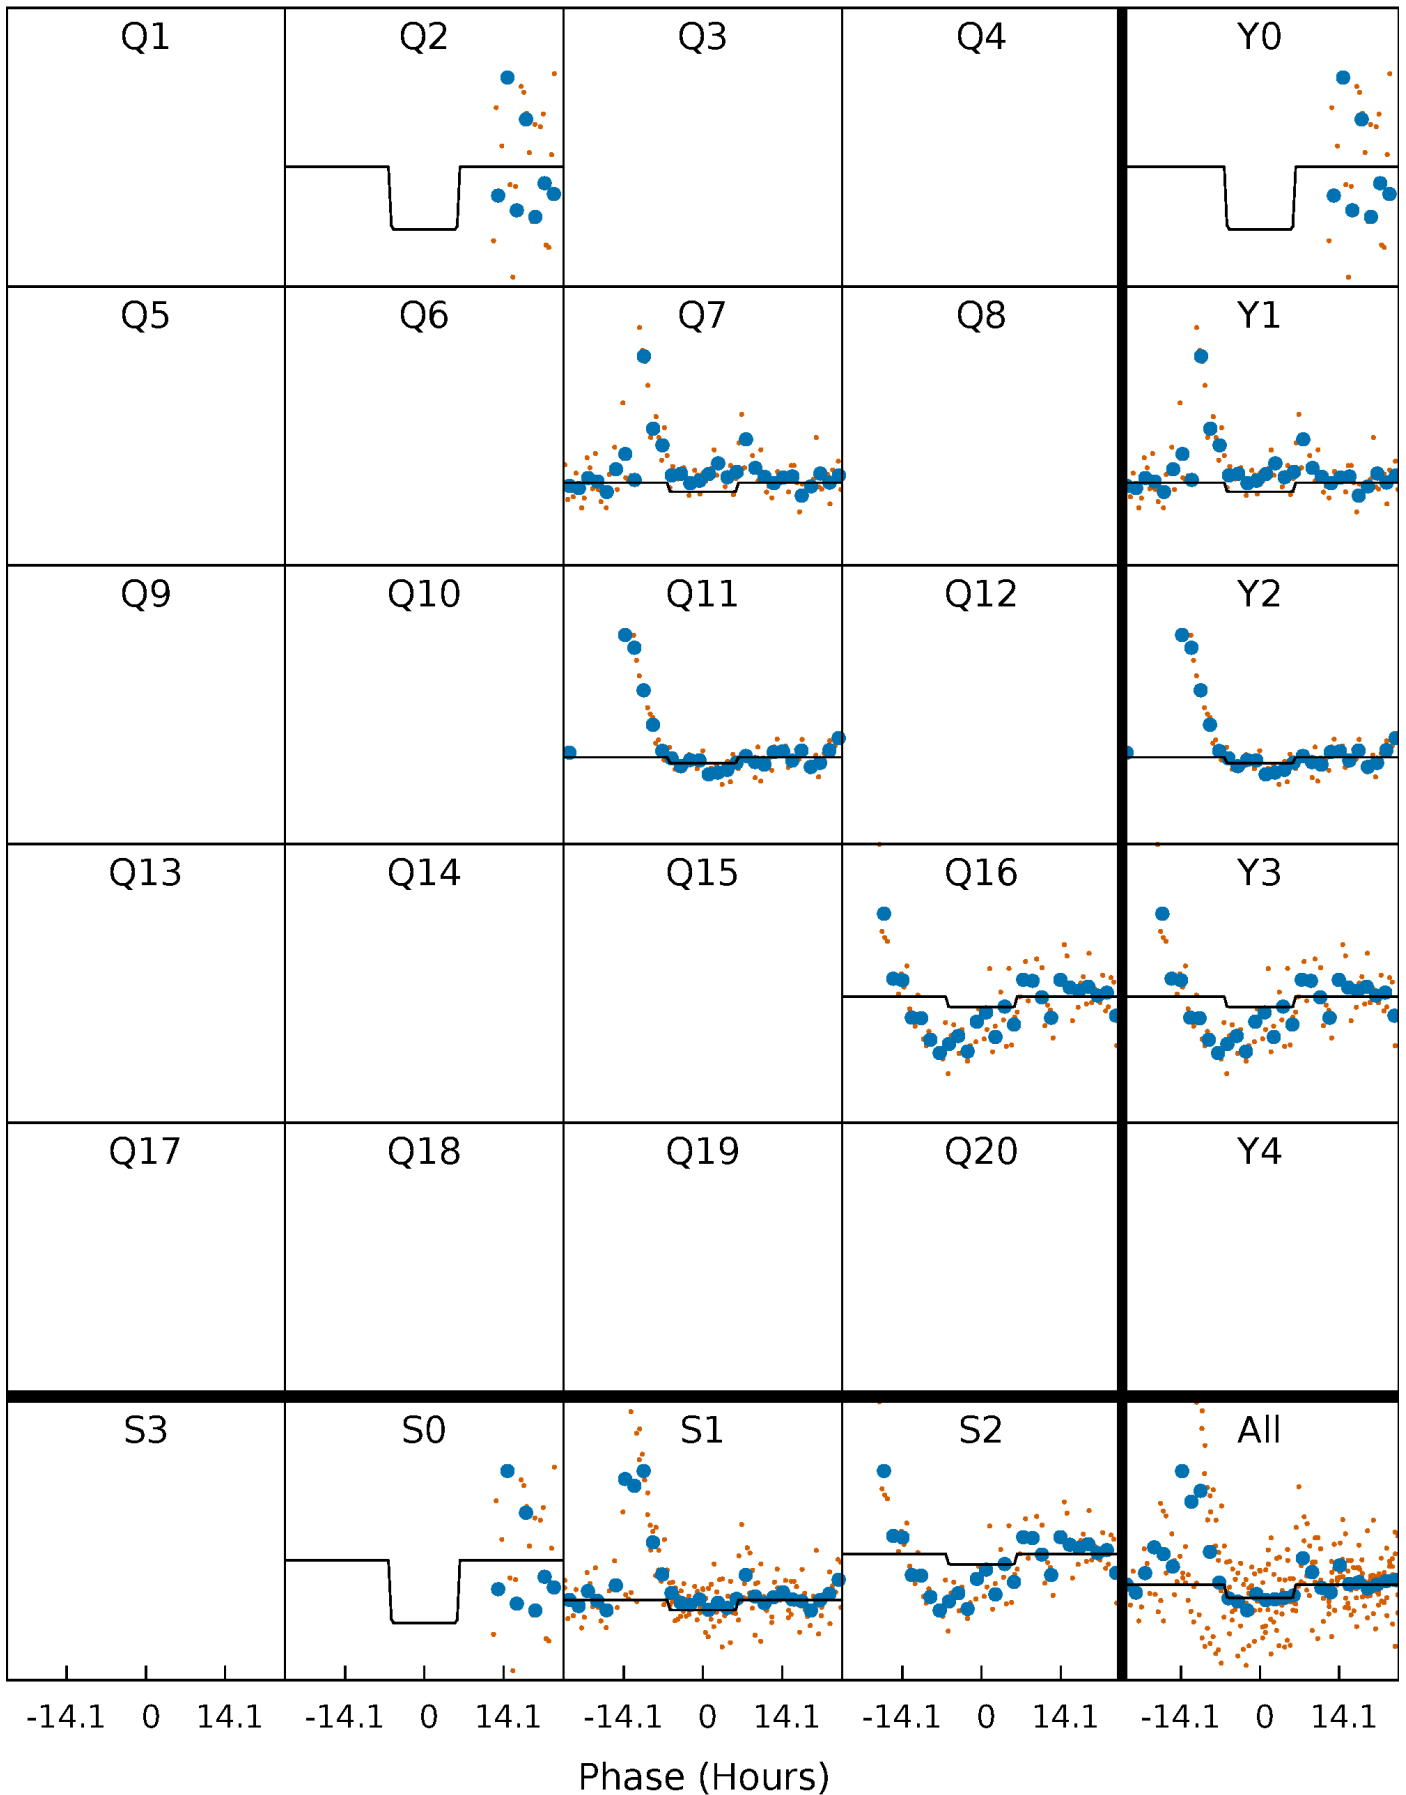 Q1 Q2 Q3 Q4 Y0
Q5 Q6 Q7 Q8 Y1
Q9 Q10 Q11 Q12 Y2
Q13 Q14 Q15 Q16 Y3
Q17 Q18 Q19 Q20 Y4
S3 S0 S1 S2 All
-14.1 0 14.1 -14.1 0 14.1 -14.1 0 14.1 -14.1 0 14.1 -14.1 0 14.1
Phase (Hours)